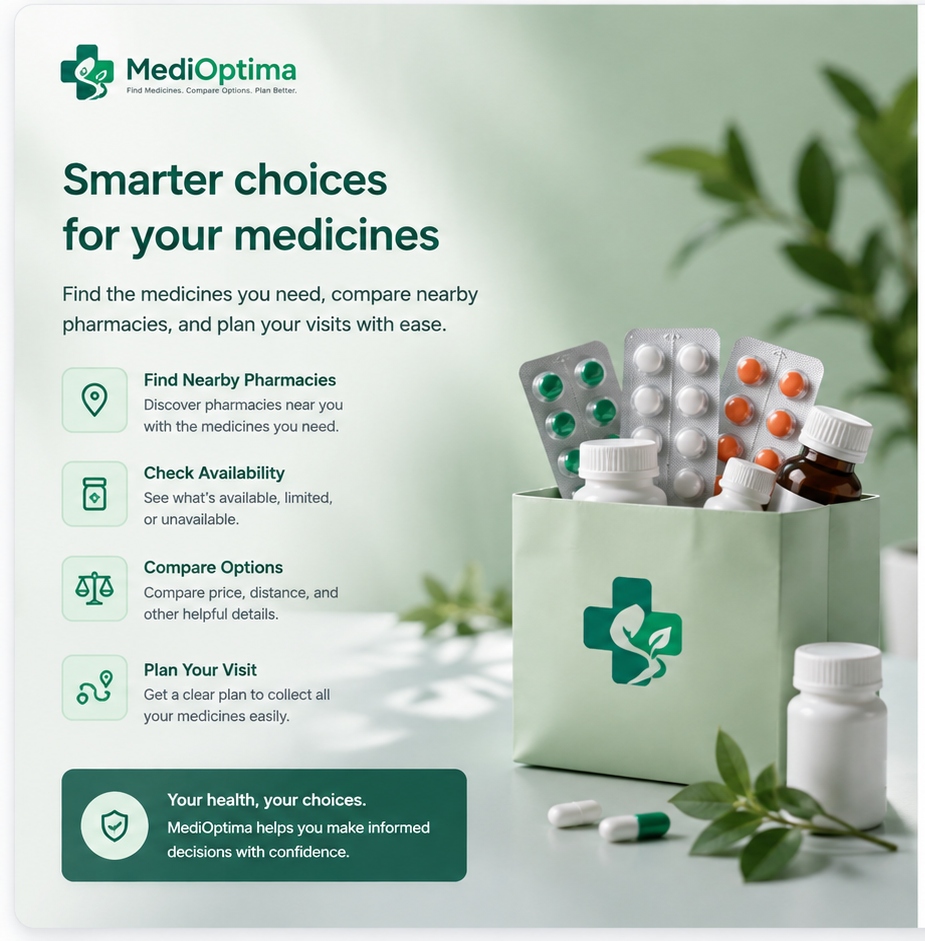 MediOptima
Find Medicines. Compare Options. Plan Better.
Smarter choices
for your medicines
Find the medicines you need, compare nearby
pharmacies, and plan your visits with ease.
Find Nearby Pharmacies
Discover pharmacies near you
with the medicines you need.
Check Availability
See what's available, limited,
or unavailable.
Compare Options
Compare price, distance, and
other helpful details.
Plan Your Visit
Get a clear plan to collect all
your medicines easily.
Your health, your choices.
MediOptima helps you make informed
decisions with confidence.